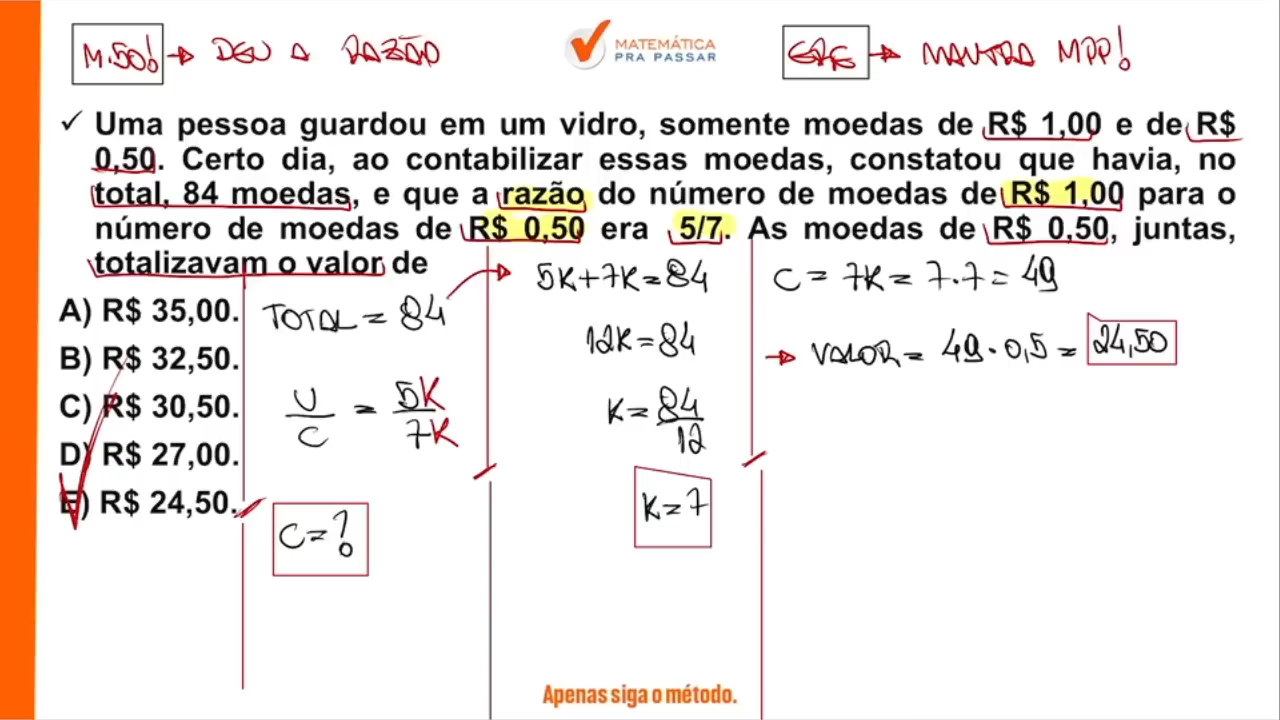 M.50! → DEU A RAZÃO
MATEMÁTICA
PRA PASSAR
→ MANTRA MPP!
✓ Uma pessoa guardou em um vidro, somente moedas de R$ 1,00 e de R$
0,50. Certo dia, ao contabilizar essas moedas, constatou que havia, no
total, 84 moedas, e que a razão do número de moedas de R$ 1,00 para o
número de moedas de R$ 0,50 era 5/7. As moedas de R$ 0,50, juntas,
totalizavam o valor de
A) R$ 35,00.
B) R$ 32,50.
C) R$ 30,50.
D) R$ 27,00.
E) R$ 24,50.
TOTAL = 84
U/C = 5K/7K
C = ?
5K+7K=84
12K=84
K=84/12
K=7
C = 7K = 7.7 = 49
→ VALOR = 49.0,5 = 24,50
Apenas siga o método.